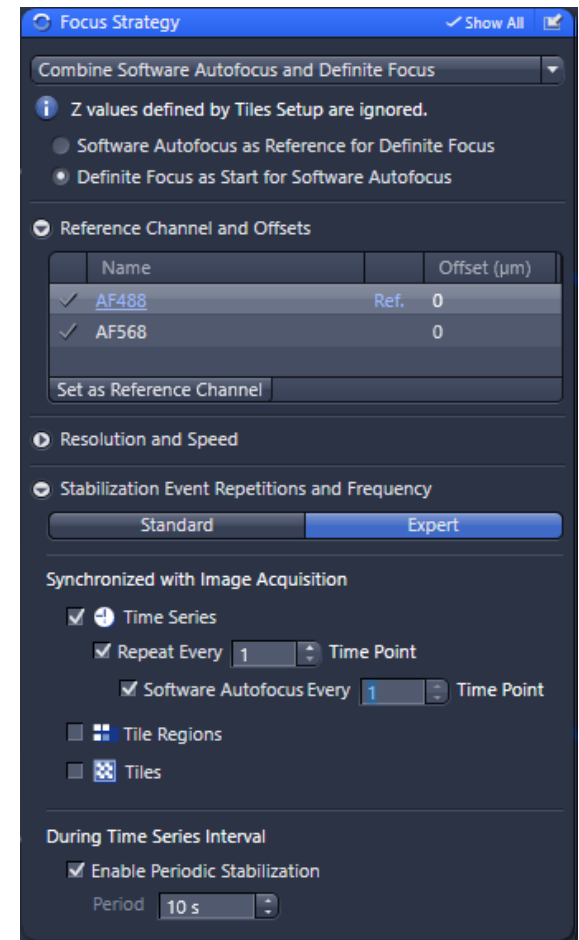 Focus Strategy Show All
Combine Software Autofocus and Definite Focus
Z values defined by Tiles Setup are ignored.
Software Autofocus as Reference for Definite Focus
Definite Focus as Start for Software Autofocus
Reference Channel and Offsets
Name Offset (µm)
AF488 Ref. 0
AF568 0
Set as Reference Channel
Resolution and Speed
Stabilization Event Repetitions and Frequency
Standard Expert
Synchronized with Image Acquisition
Time Series
Repeat Every 1 Time Point
Software Autofocus Every 1 Time Point
Tile Regions
Tiles
During Time Series Interval
Enable Periodic Stabilization
Period 10 s